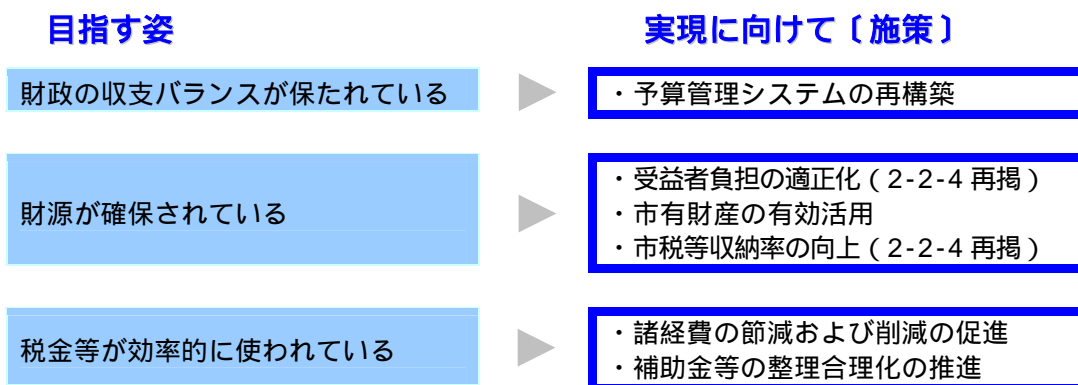 目指す姿
実現に向けて〔施策〕
財政の収支バランスが保たれている
・予算管理システムの再構築
財源が確保されている
・受益者負担の適正化(2-2-4 再掲)
・市有財産の有効活用
・市税等収納率の向上(2-2-4 再掲)
税金等が効率的に使われている
・諸経費の節減および削減の促進
・補助金等の整理合理化の推進